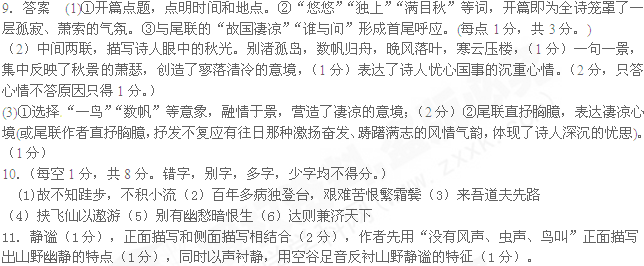 9. 答案 (1)①开篇点题，点明时间和地点。②“悠悠”“独上”“满目秋”等词，开篇即为全诗笼罩了一
层孤寂、萧索的气氛。③与尾联的“故国凄凉”“谁与问”形成首尾呼应。(每点 1分，共 3分。)
（2）中间两联，描写诗人眼中的秋光。别渚孤岛，数帆归舟，晚风落叶，寒云压楼，（1分）一句一景，
集中反映了秋景的萧瑟，创造了寥落清冷的意境，（1分）表达了诗人忧心国事的沉重心情。（2分，只答
心情不答原因只得 1分。）
(3)①选择“一鸟”“数帆”等意象，融情于景，营造了凄凉的意境；（2分）②尾联直抒胸臆，表达凄凉心
境(或尾联作者直抒胸臆，抒发不复应有往日那种激扬奋发、踌躇满志的风情气韵，体现了诗人深沉的忧思)。
（1分）
10.（每空 1分，共 8分。错字，别字，多字，少字均不得分。）
(1)故不知跬步，不积小流（2）百年多病独登台，艰难苦恨繁霜鬓（3）来吾道夫先路
（4）挟飞仙以遨游（5）别有幽愁暗恨生（6）达则兼济天下
11. 静谧（1分），正面描写和侧面描写相结合（2分），作者先用“没有风声、虫声、鸟叫”正面描写
出山野幽静的特点（1分），同时以声衬静，用空谷足音反衬山野静谧的特征（1分）。